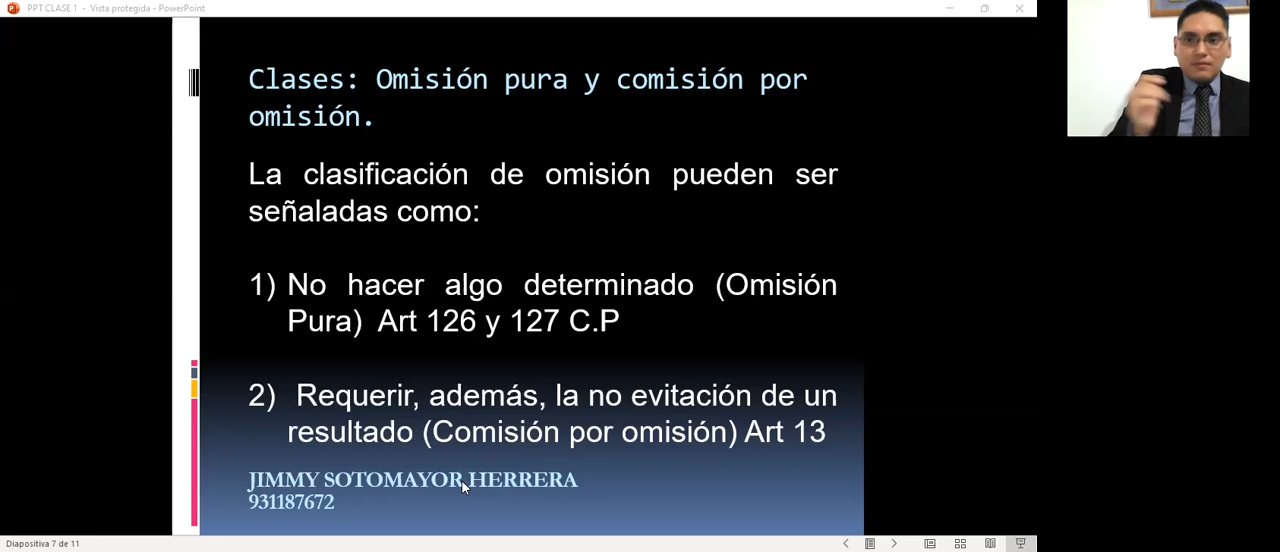 PPT CLASE 1 - Vista protegida - PowerPoint
Clases: Omisión pura y comisión por
omisión.
La clasificación de omisión pueden ser
señaladas como:
1) No hacer algo determinado (Omisión
Pura) Art 126 y 127 C.P
2) Requerir, además, la no evitación de un
resultado (Comisión por omisión) Art 13
JIMMY SOTOMAYOR HERRERA
931187672
Diapositiva 7 de 11